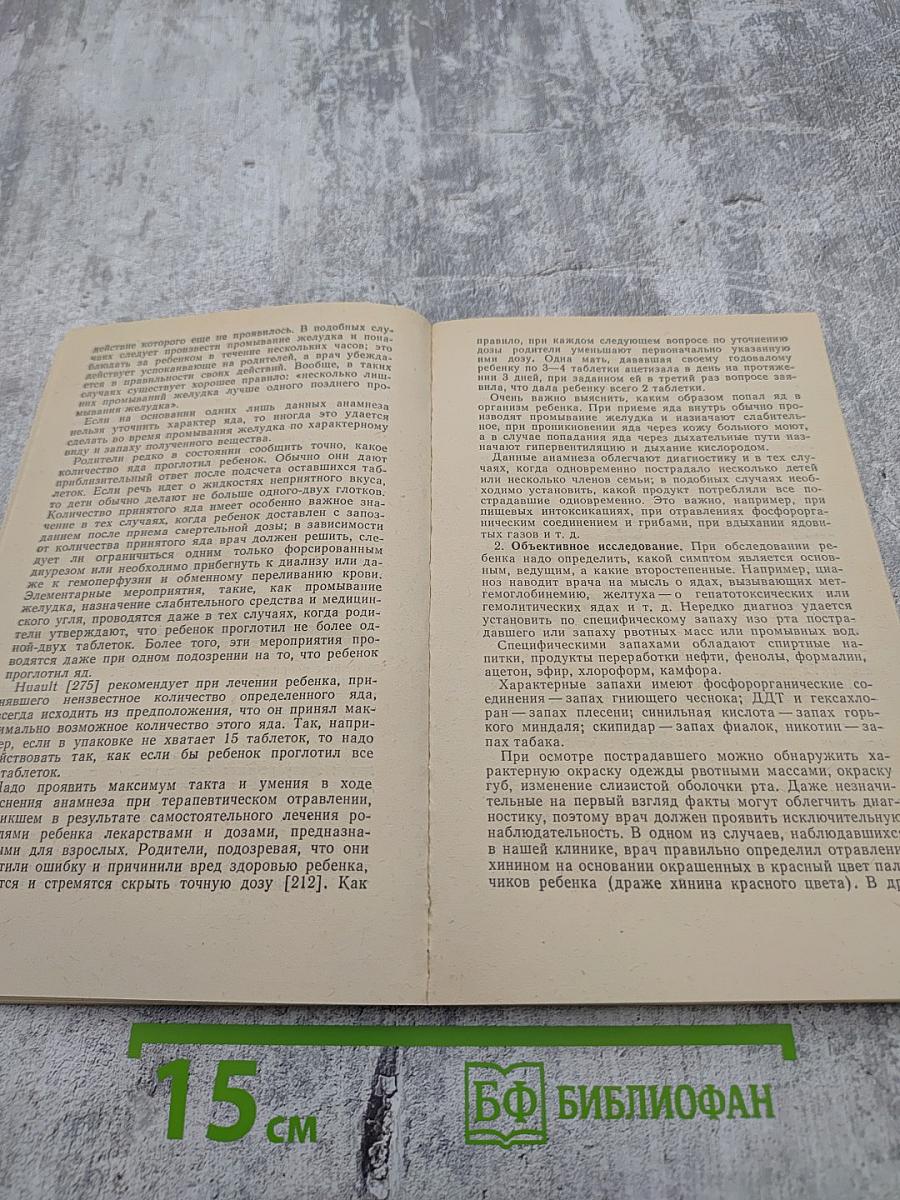 действие которого еще не проявилось. В подобных слу-
чаях следует произвести промывание желудка и пона-
блюдать за ребенком в течение нескольких часов; это
действует успокаивающе на родителей, а врач убежда-
ется в правильности своих действий. Вообще, в таких
случаях существует хорошее правило: «несколько лиш-
них промываний желудка лучше одного позднего про-
мывания желудка».
Если на основании одних лишь данных анамнеза
нельзя уточнить характер яда, то иногда это удается
сделать во время промывания желудка по характерному
виду и запаху полученного вещества.
Родители редко в состоянии сообщить точно, какое
количество яда проглотил ребенок. Обычно они дают
приблизительный ответ после подсчета оставшихся таб-
леток. Если речь идет о жидкостях неприятного вкуса,
то дети обычно делают не больше одного-двух глотков.
Количество принятого яда имеет особенно важное зна-
чение в тех случаях, когда ребенок доставлен с запоз-
данием после приема смертельной дозы; в зависимости
от количества принятого яда врач должен решить, сле-
дует ли ограничиться одним только форсированным
диурезом или необходимо прибегнуть к диализу или да-
же к гемоперфузии и обменному переливанию крови.
Элементарные мероприятия, такие, как промывание
желудка, назначение слабительного средства и медицин-
ского угля, проводятся даже в тех случаях, когда роди-
тели утверждают, что ребенок проглотил не более од-
ной-двух таблеток. Более того, эти мероприятия про-
водятся даже при одном подозрении на то, что ребенок
проглотил яд.
Huault [275] рекомендует при лечении ребенка, при-
нявшего неизвестное количество определенного яда,
всегда исходить из предположения, что он принял мак-
имально возможное количество этого яда. Так, напри-
ер, если в упаковке не хватает 15 таблеток, то надо
йствовать так, как если бы ребенок проглотил все
таблеток.
Надо проявить максимум такта и умения в ходе
снения анамнеза при терапевтическом отравлении,
икшем в результате самостоятельного лечения ро-
лями ребенка лекарствами и дозами, предназна-
ыми для взрослых. Родители, подозревая, что они
тили ошибку и причинили вред здоровью ребенка,
тся и стремятся скрыть точную дозу [212]. Как
правило, при каждом следующем вопросе по уточнению
дозы родители уменьшают первоначально указанную
ими дозу. Одна мать, дававшая своему годовалому
ребенку по 3—4 таблетки ацетизала в день на протяже-
нии 3 дней, при заданном ей в третий раз вопросе зая-
вила, что дала ребенку всего 2 таблетки.
Очень важно выяснить, каким образом попал яд в
организм ребенка. При приеме яда внутрь обычно про-
изводят промывание желудка и назначают слабитель-
ное, при проникновении яда через кожу больного моют,
а в случае попадания яда через дыхательные пути наз-
начают гипервентиляцию и дыхание кислородом.
Данные анамнеза облегчают диагностику и в тех слу-
чаях, когда одновременно пострадало несколько детей
или несколько членов семьи; в подобных случаях необ-
ходимо установить, какой продукт потребляли все по-
страдавшие одновременно. Это важно, например, при
пищевых интоксикациях, при отравлениях фосфорорга-
ническим соединением и грибами, при вдыхании ядови-
тых газов и т. д.
2. Объективное исследование. При обследовании ре-
бенка надо определить, какой симптом является основ-
ным, ведущим, а какие второстепенные. Например, циа-
ноз наводит врача на мысль о ядах, вызывающих мет-
гемоглобинемию, желтуха — о гепатотоксических или
гемолитических ядах и т. д. Нередко диагноз удается
установить по специфическому запаху изо рта постра-
давшего или запаху рвотных масс или промывных вод.
Специфическими запахами обладают спиртные на-
питки, продукты переработки нефти, фенолы, формалин,
ацетон, эфир, хлороформ, камфора.
Характерные запахи имеют фосфорорганические со-
единения — запах гниющего чеснока; ДДТ и гексахло-
ран — запах плесени; синильная кислота — запах горь-
кого миндаля; скипидар — запах фиалок, никотин — за-
пах табака.
При осмотре пострадавшего можно обнаружить ха-
рактерную окраску одежды рвотными массами, окраску
губ, изменение слизистой оболочки рта. Даже незначи-
тельные на первый взгляд факты могут облегчить диаг-
ностику, поэтому врач должен проявить исключительную
наблюдательность. В одном из случаев, наблюдавшихс
в нашей клинике, врач правильно определил отравлени
хинином на основании окрашенных в красный цвет пал
чиков ребенка (драже хинина красного цвета). В др
15 см
БФ БИБЛИОФАН